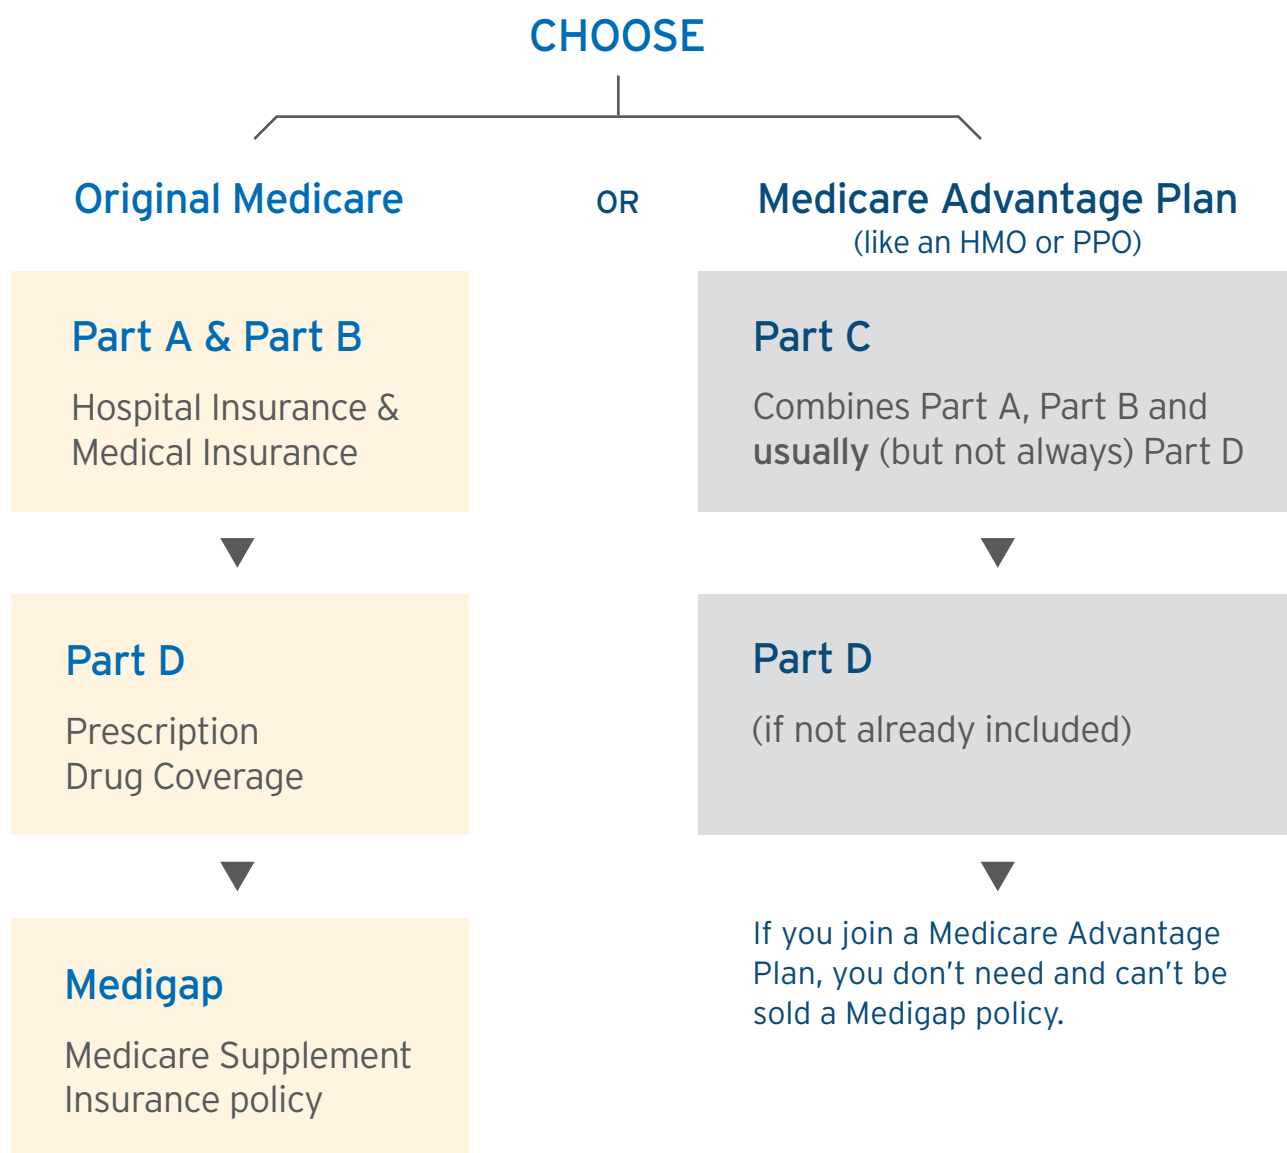 CHOOSE
Original Medicare
OR
Medicare Advantage Plan
(like an HMO or PPO)
Part A & Part B
Hospital Insurance &
Medical Insurance
Part C
Combines Part A, Part B and
usually (but not always) Part D
Part D
Prescription
Drug Coverage
Part D
(if not already included)
Medigap
Medicare Supplement
Insurance policy
If you join a Medicare Advantage
Plan, you don’t need and can’t be
sold a Medigap policy.